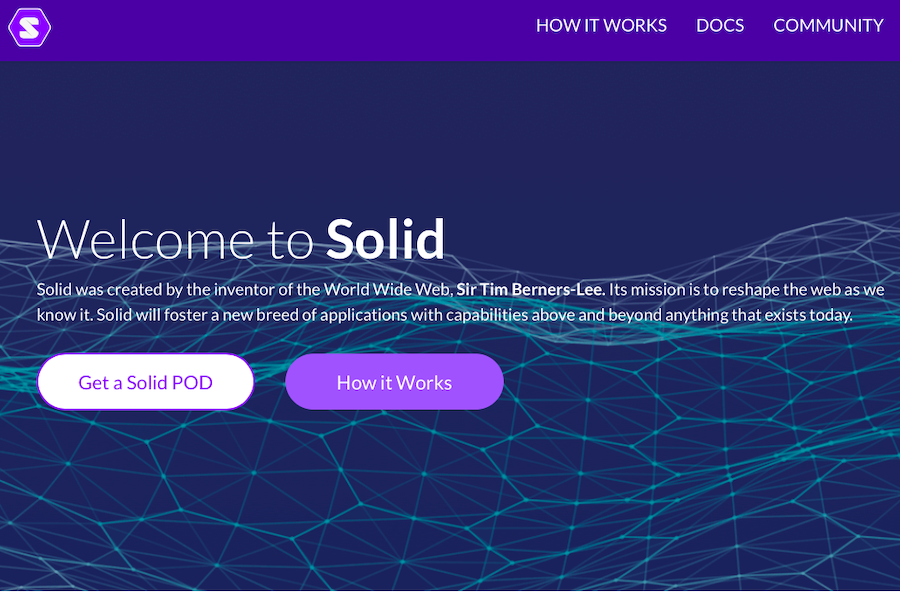 S
HOW IT WORKS DOCS COMMUNITY
Welcome to Solid
Solid was created by the inventor of the World Wide Web, Sir Tim Berners-Lee. Its mission is to reshape the web as we
know it. Solid will foster a new breed of applications with capabilities above and beyond anything that exists today.
Get a Solid POD How it Works